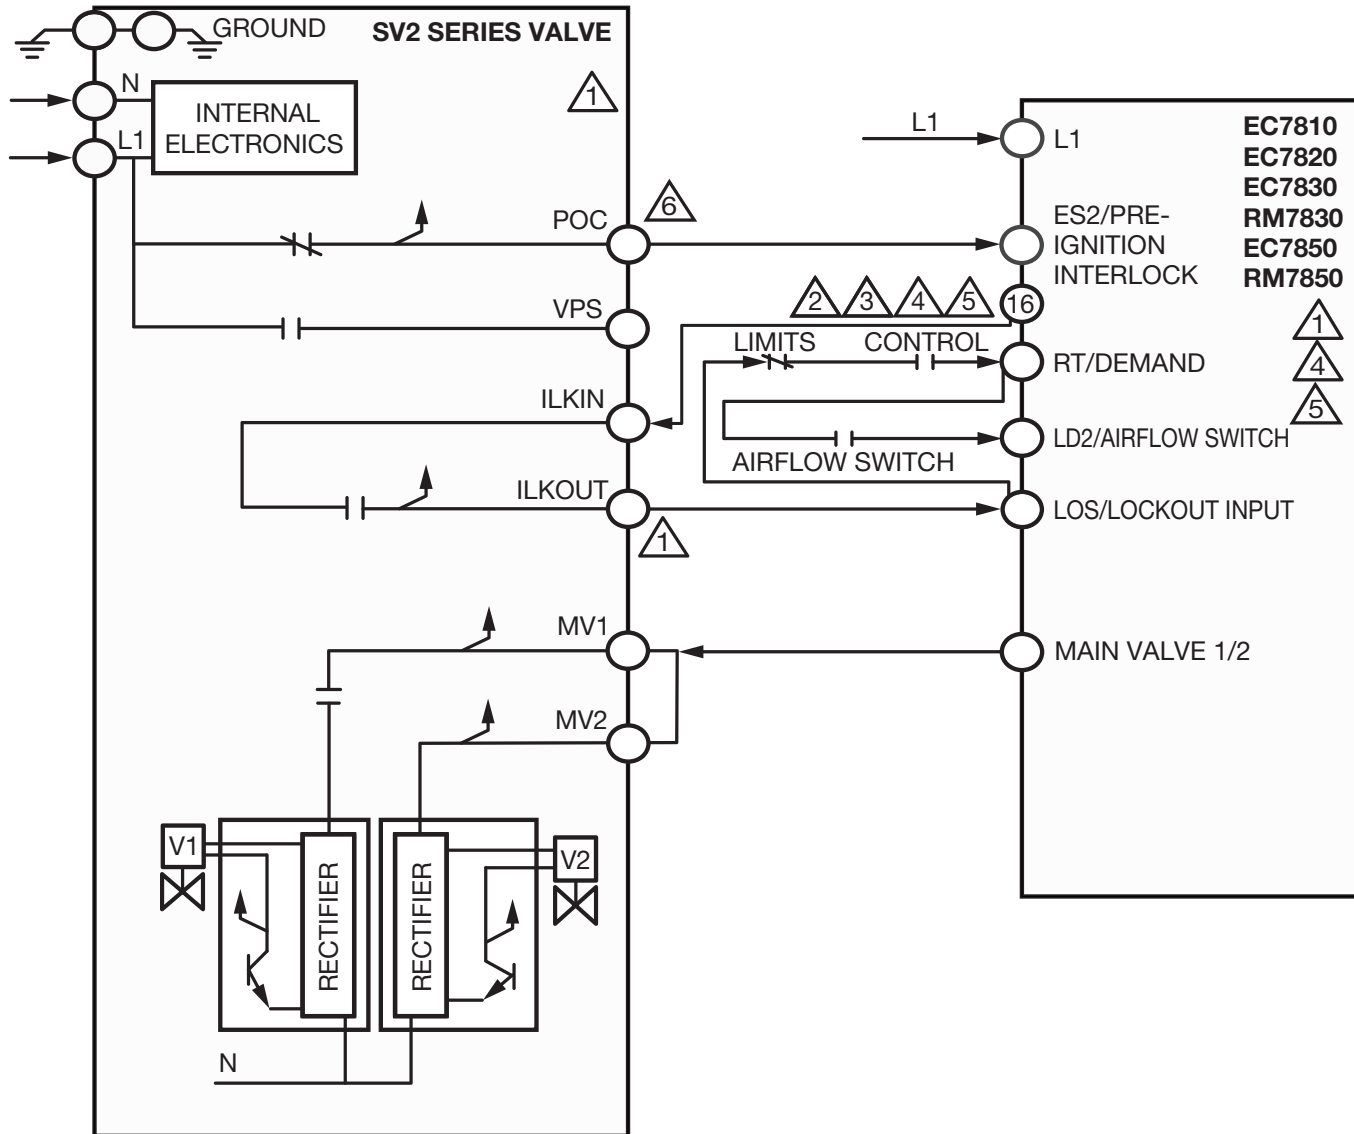 GROUND
SV2 SERIES VALVE
N
INTERNAL
ELECTRONICS
L1
1
POC
6
VPS
ILKIN
ILKOUT
1
MV1
MV2
V1
RECTIFIER
RECTIFIER
V2
N
L1
L1
EC7810
EC7820
EC7830
RM7830
EC7850
RM7850
ES2/PRE-
IGNITION
INTERLOCK
2 3 4 5
16
1
4
5
LIMITS
CONTROL
RT/DEMAND
AIRFLOW SWITCH
LD2/AIRFLOW SWITCH
LOS/LOCKOUT INPUT
MAIN VALVE 1/2